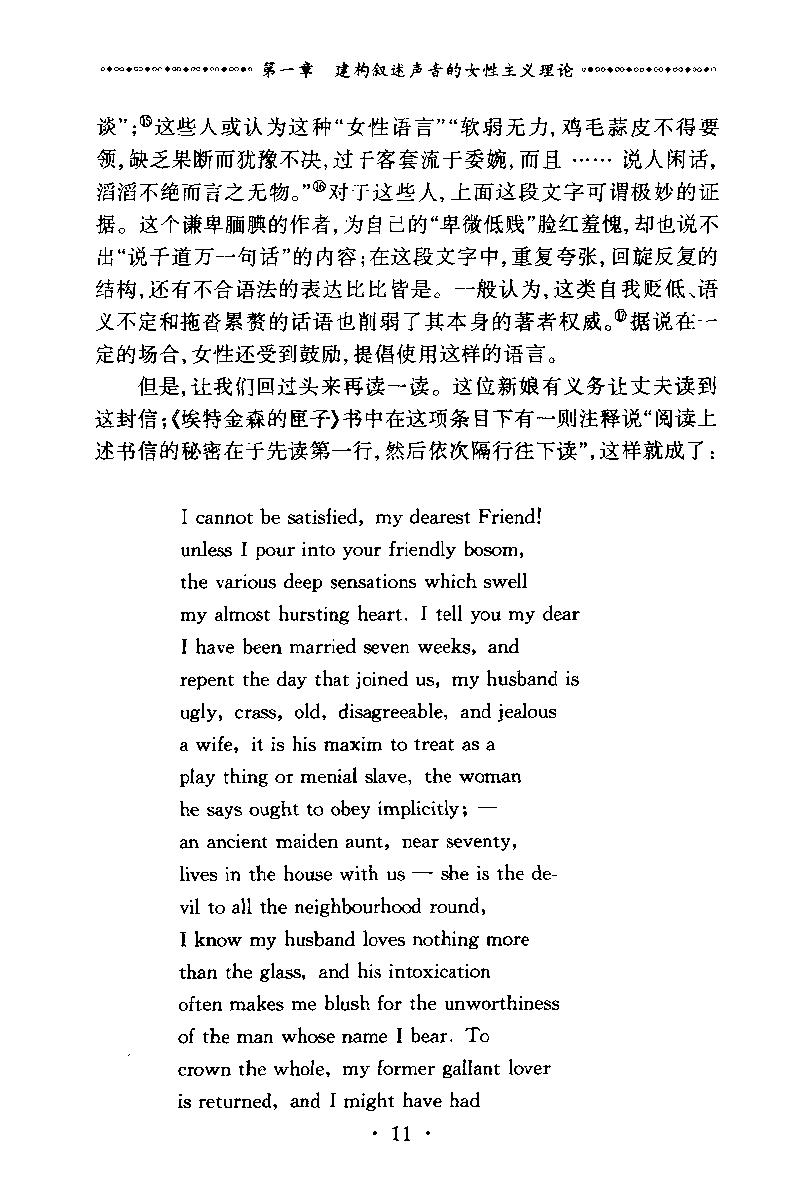 第一章 建构叙述声音的女性主义理论
谈”;⑮这些人或认为这种“女性语言”“软弱无力,鸡毛蒜皮不得要
领,缺乏果断而犹豫不决,过于客套流于委婉,而且……说人闲话,
滔滔不绝而言之无物。”⑯对于这些人,上面这段文字可谓极妙的证
据。这个谦卑腼腆的作者,为自己的“卑微低贱”脸红羞愧,却也说不
出“说千道万一句话”的内容;在这段文字中,重复夸张,回旋反复的
结构,还有不合语法的表达比比皆是。一般认为,这类自我贬低、语
义不定和拖沓累赘的话语也削弱了其本身的著者权威。⑰据说在一
定的场合,女性还受到鼓励,提倡使用这样的语言。
但是,让我们回过头来再读一读。这位新娘有义务让丈夫读到
这封信;《埃特金森的匣子》书中在这项条目下有一则注释说“阅读上
述书信的秘密在于先读第一行,然后依次隔行往下读”,这样就成了:
I cannot be satisfied, my dearest Friend!
unless I pour into your friendly bosom,
the various deep sensations which swell
my almost hursting heart. I tell you my dear
I have been married seven weeks, and
repent the day that joined us, my husband is
ugly, crass, old, disagreeable, and jealous
a wife, it is his maxim to treat as a
play thing or menial slave, the woman
he says ought to obey implicitly; —
an ancient maiden aunt, near seventy,
lives in the house with us — she is the de-
vil to all the neighbourhood round,
I know my husband loves nothing more
than the glass, and his intoxication
often makes me blush for the unworthiness
of the man whose name I bear. To
crown the whole, my former gallant lover
is returned, and I might have had
· 11 ·